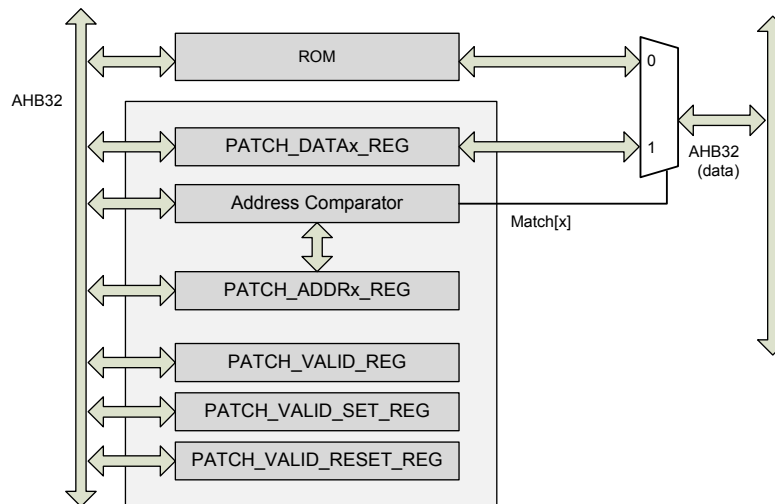 ROM
0
AHB32
PATCH_DATAx_REG
1
AHB32
(data)
Address Comparator
Match[x]
PATCH_ADDRx_REG
PATCH_VALID_REG
PATCH_VALID_SET_REG
PATCH_VALID_RESET_REG